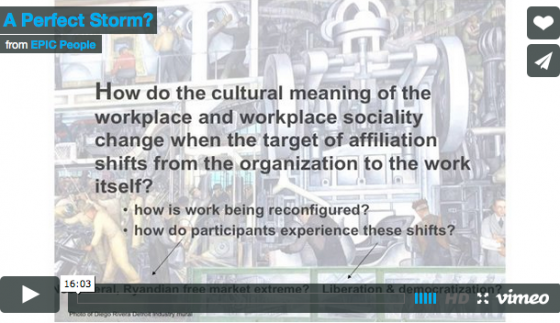 A Perfect Storm?
from EPIC People
How do the cultural meaning of the
workplace and workplace sociality
change when the target of affiliation
shifts from the organization to the work
itself?
• how is work being reconfigured?
• how do participants experience these shifts?
16:03
Ryandian free market extreme? Liberation & democratization?
HD vimeo
Photo of Diego Rivera Detroit Industry mural